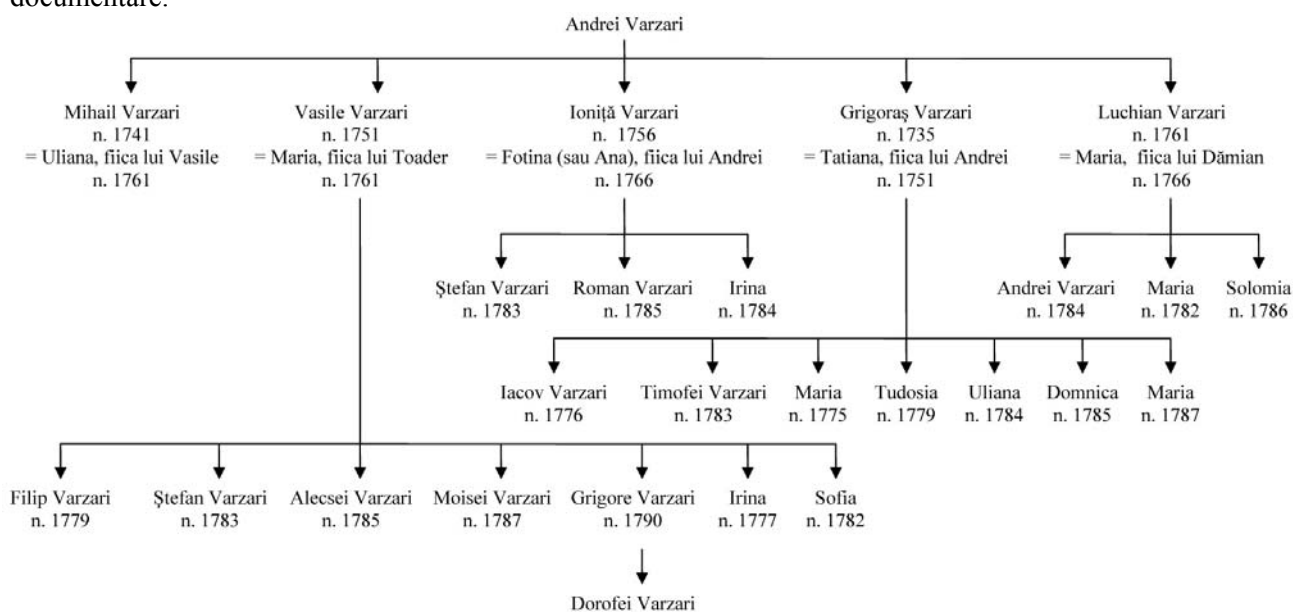 documentare.
Andrei Varzari
Mihail Varzari
n. 1741
= Uliana, fiica lui Vasile
n. 1761
Vasile Varzari
n. 1751
= Maria, fiica lui Toader
n. 1761
Ioniță Varzari
n. 1756
= Fotina (sau Ana), fiica lui Andrei
n. 1766
Grigoraş Varzari
n. 1735
= Tatiana, fiica lui Andrei
n. 1751
Luchian Varzari
n. 1761
= Maria, fiica lui Dămian
n. 1766
Ştefan Varzari
n. 1783
Roman Varzari
n. 1785
Irina
n. 1784
Andrei Varzari
n. 1784
Maria
n. 1782
Solomia
n. 1786
Iacov Varzari
n. 1776
Timofei Varzari
n. 1783
Maria
n. 1775
Tudosia
n. 1779
Uliana
n. 1784
Domnica
n. 1785
Maria
n. 1787
Filip Varzari
n. 1779
Ştefan Varzari
n. 1783
Alecsei Varzari
n. 1785
Moisei Varzari
n. 1787
Grigore Varzari
n. 1790
Irina
n. 1777
Sofia
n. 1782
Dorofei Varzari